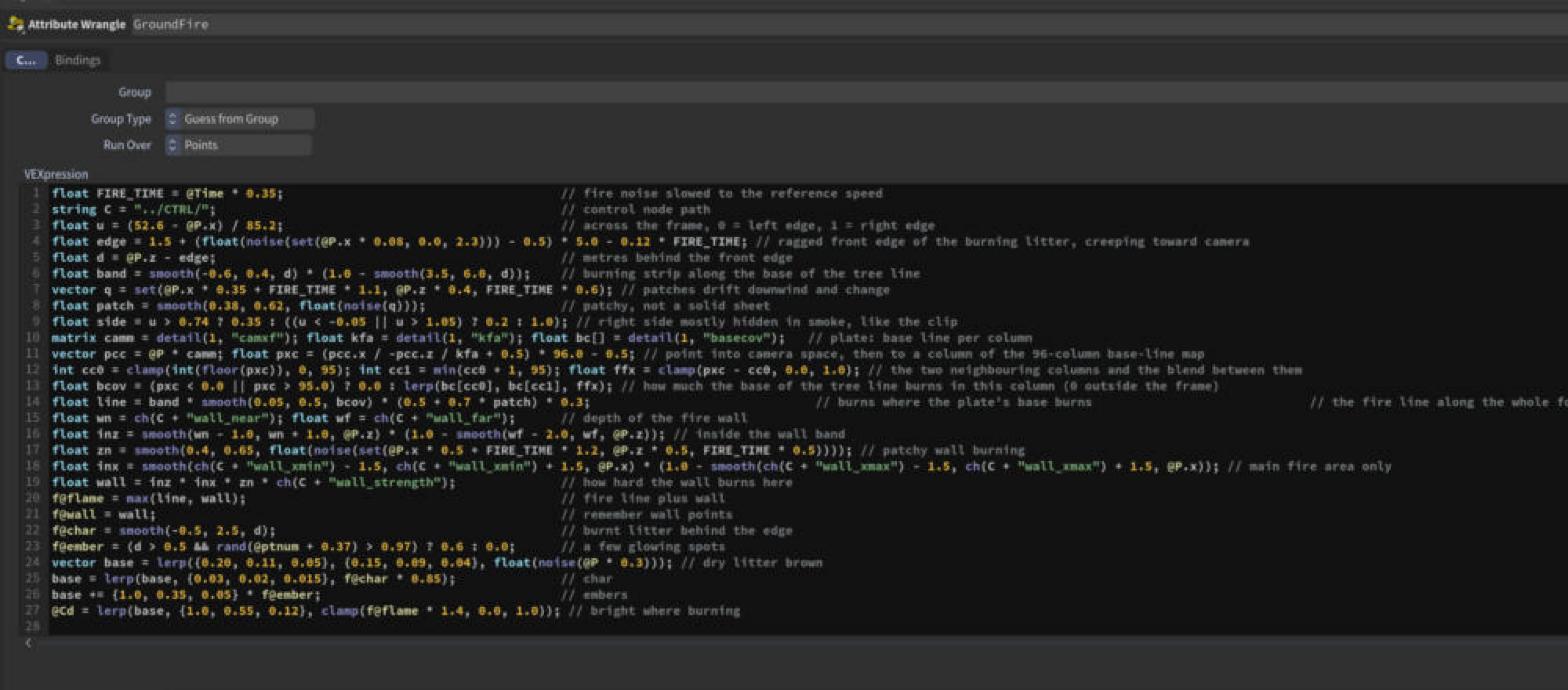 Attribute Wrangle GroundFire
C... Bindings
Group
Group Type Guess from Group
Run Over Points
VEXpression
1 float FIRE_TIME = @Time * 0.35; // fire noise slowed to the reference speed
2 string C = "../CTRL/"; // control node path
3 float u = (52.6 - @P.x) / 85.2; // across the frame, 0 = left edge, 1 = right edge
4 float edge = 1.5 + (float(noise(set(@P.x * 0.08, 0.0, 2.3))) - 0.5) * 5.0 - 0.12 * FIRE_TIME; // ragged front edge of the burning litter, creeping toward camera
5 float d = @P.z - edge; // metres behind the front edge
6 float band = smooth(-0.6, 0.4, d) * (1.0 - smooth(3.5, 6.0, d)); // burning strip along the base of the tree line
7 vector q = set(@P.x * 0.35 + FIRE_TIME * 1.1, @P.z * 0.4, FIRE_TIME * 0.6); // patches drift downwind and change
8 float patch = smooth(0.38, 0.62, float(noise(q))); // patchy, not a solid sheet
9 float side = u > 0.74 ? 0.35 : ((u < -0.05 || u > 1.05) ? 0.2 : 1.0); // right side mostly hidden in smoke, like the clip
10 matrix camm = detail(1, "camxf"); float kfa = detail(1, "kfa"); float bc[] = detail(1, "basecov"); // plate: base line per column
11 vector pcc = @P * camm; float pxc = (pcc.x / -pcc.z / kfa + 0.5) * 96.0 - 0.5; // point into camera space, then to a column of the 96-column base-line map
12 int cc0 = clamp(int(floor(pxc)), 0, 95); int cc1 = min(cc0 + 1, 95); float ffx = clamp(pxc - cc0, 0.0, 1.0); // the two neighbouring columns and the blend between them
13 float bcov = (pxc < 0.0 || pxc > 95.0) ? 0.0 : lerp(bc[cc0], bc[cc1], ffx); // how much the base of the tree line burns in this column (0 outside the frame)
14 float line = band * smooth(0.05, 0.5, bcov) * (0.5 + 0.7 * patch) * 0.3; // burns where the plate's base burns // the fire line along the whole fo
15 float wn = ch(C + "wall_near"); float wf = ch(C + "wall_far"); // depth of the fire wall
16 float inz = smooth(wn - 1.0, wn + 1.0, @P.z) * (1.0 - smooth(wf - 2.0, wf, @P.z)); // inside the wall band
17 float zn = smooth(0.4, 0.65, float(noise(set(@P.x * 0.5 + FIRE_TIME * 1.2, @P.z * 0.5, FIRE_TIME * 0.5)))); // patchy wall burning
18 float inx = smooth(ch(C + "wall_xmin") - 1.5, ch(C + "wall_xmin") + 1.5, @P.x) * (1.0 - smooth(ch(C + "wall_xmax") - 1.5, ch(C + "wall_xmax") + 1.5, @P.x)); // main fire area only
19 float wall = inz * inx * zn * ch(C + "wall_strength"); // how hard the wall burns here
20 f@flame = max(line, wall); // fire line plus wall
21 f@wall = wall; // remember wall points
22 f@char = smooth(-0.5, 2.5, d); // burnt litter behind the edge
23 f@ember = (d > 0.5 && rand(@ptnum + 0.37) > 0.97) ? 0.6 : 0.0; // a few glowing spots
24 vector base = lerp({0.20, 0.11, 0.05}, {0.15, 0.09, 0.04}, float(noise(@P * 0.3))); // dry litter brown
25 base = lerp(base, {0.03, 0.02, 0.015}, f@char * 0.85); // char
26 base += {1.0, 0.35, 0.05} * f@ember; // embers
27 @Cd = lerp(base, {1.0, 0.55, 0.12}, clamp(f@flame * 1.4, 0.0, 1.0)); // bright where burning
28